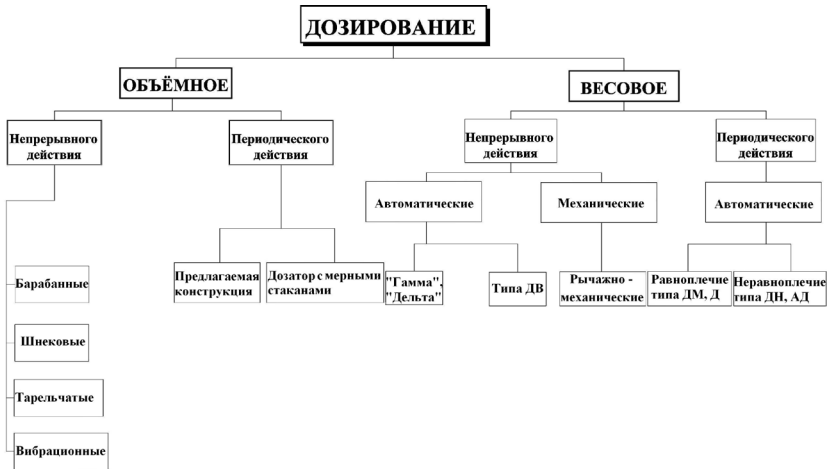 ДОЗИРОВАНИЕ
ОБЪЁМНОЕ
ВЕСОВОЕ
Непрерывного
действия
Периодического
действия
Непрерывного
действия
Периодического
действия
Автоматические
Механические
Автоматические
Предлагаемая
конструкция
Дозатор с мерными
стаканами
"Гамма",
"Дельта"
Типа ДВ
Рычажно -
механические
Равноплечие
типа ДМ, Д
Неравноплечие
типа ДН, АД
Барабанные
Шнековые
Тарельчатые
Вибрационные